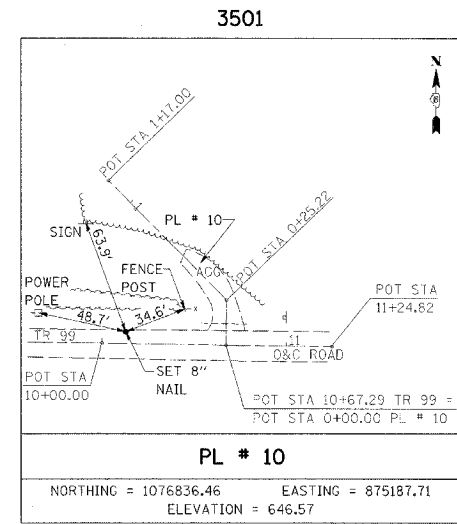 3501
N
POT STA 1+17.00
PL # 10
POT STA 0+25.22
SIGN
63.9'
ACC
FENCE
POST
POWER
POLE
48.7'
34.6'
POT STA
11+24.82
TR 99
11
O&C ROAD
SET 8"
NAIL
POT STA
10+00.00
POT STA 10+67.29 TR 99 =
POT STA 0+00.00 PL # 10
PL # 10
NORTHING = 1076836.46 EASTING = 875187.71
ELEVATION = 646.57